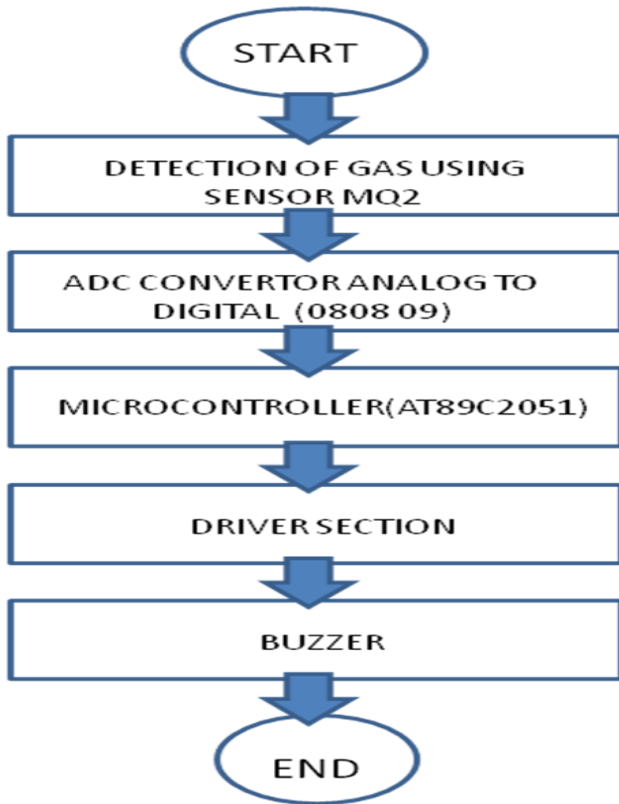 START
DETECTION OF GAS USING
SENSOR MQ2
ADC CONVERTOR ANALOG TO
DIGITAL (0808 09)
MICROCONTROLLER(AT89C2051)
DRIVER SECTION
BUZZER
END